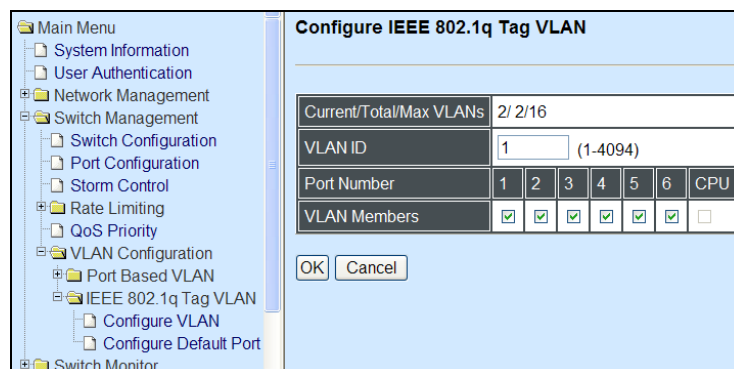 Main Menu
System Information
User Authentication
Network Management
Switch Management
Switch Configuration
Port Configuration
Storm Control
Rate Limiting
QoS Priority
VLAN Configuration
Port Based VLAN
IEEE 802.1q Tag VLAN
Configure VLAN
Configure Default Port
Switch Monitor
Configure IEEE 802.1q Tag VLAN
Current/Total/Max VLANs 2/ 2/16
VLAN ID 1 (1-4094)
Port Number 1 2 3 4 5 6 CPU
VLAN Members
OK Cancel